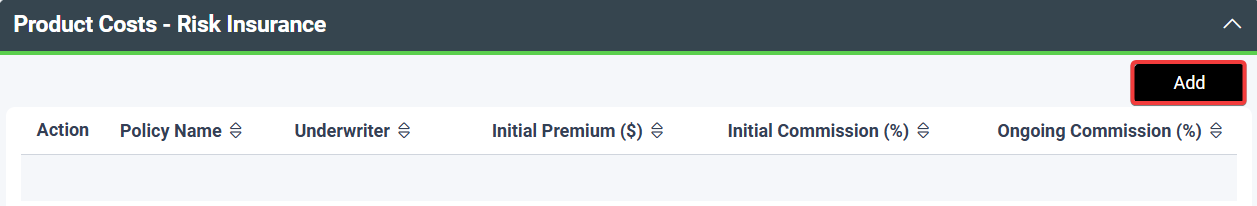 Product Costs - Risk Insurance
Add
Action Policy Name Underwriter Initial Premium ($) Initial Commission (%) Ongoing Commission (%)